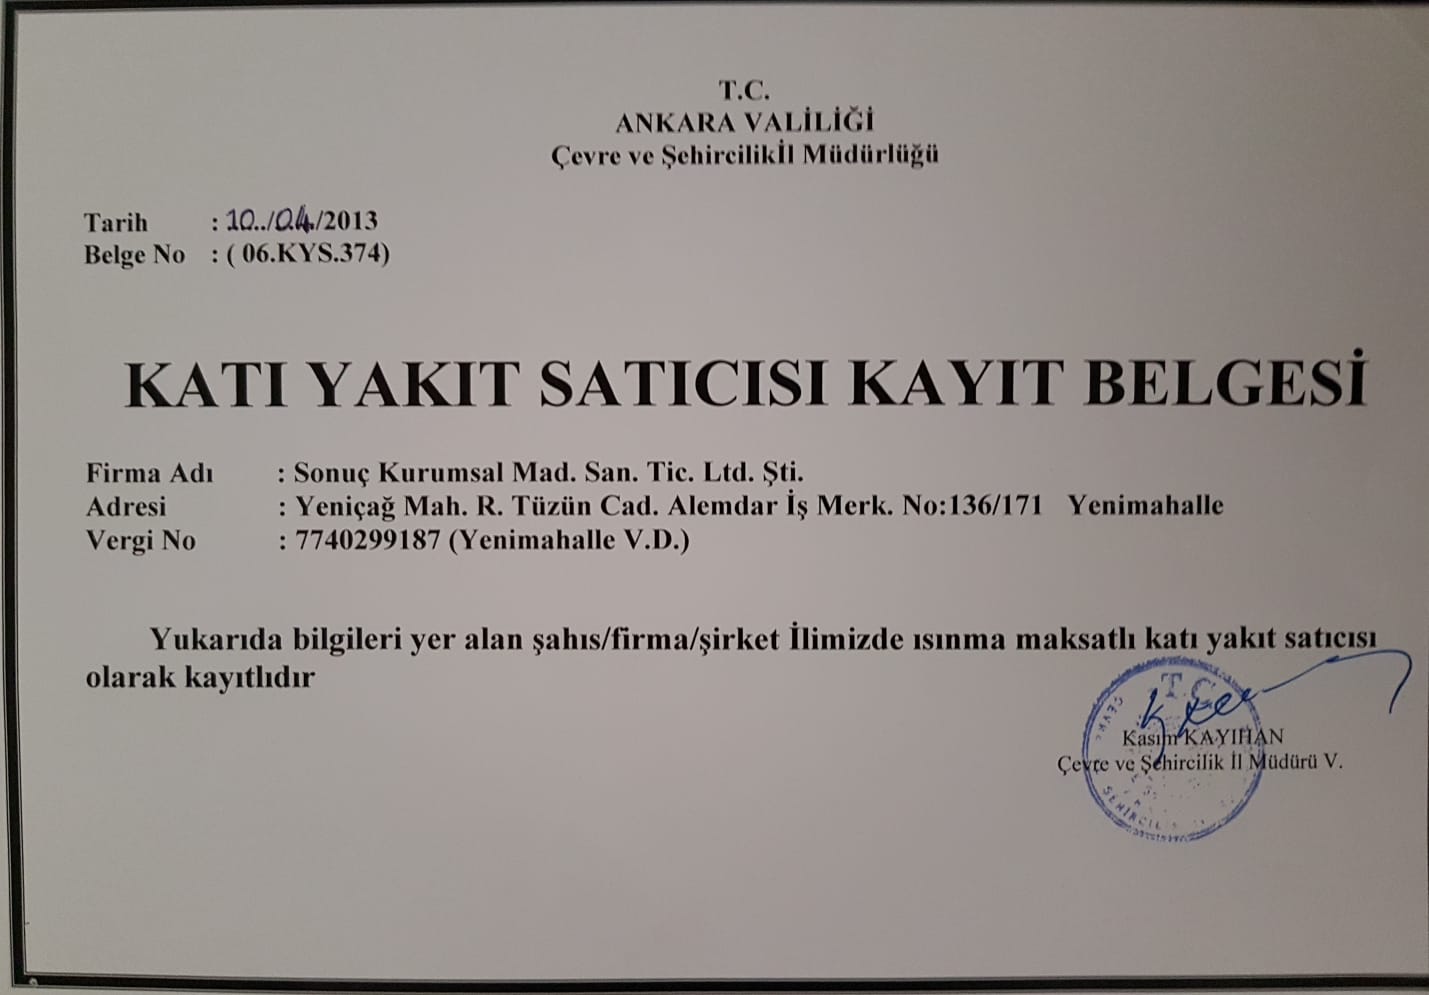 T.C.
ANKARA VALİLİĞİ
Çevre ve Şehircilikİl Müdürlüğü
Tarih : 10../04./2013
Belge No : ( 06.KYS.374)
KATI YAKIT SATICISI KAYIT BELGESİ
Firma Adı : Sonuç Kurumsal Mad. San. Tic. Ltd. Şti.
Adresi : Yeniçağ Mah. R. Tüzün Cad. Alemdar İş Merk. No:136/171 Yenimahalle
Vergi No : 7740299187 (Yenimahalle V.D.)
Yukarıda bilgileri yer alan şahıs/firma/şirket İlimizde ısınma maksatlı katı yakıt satıcısı
olarak kayıtlıdır
T.C.
Kasım KAYIHAN
Çevre ve Şehircilik İl Müdürü V.